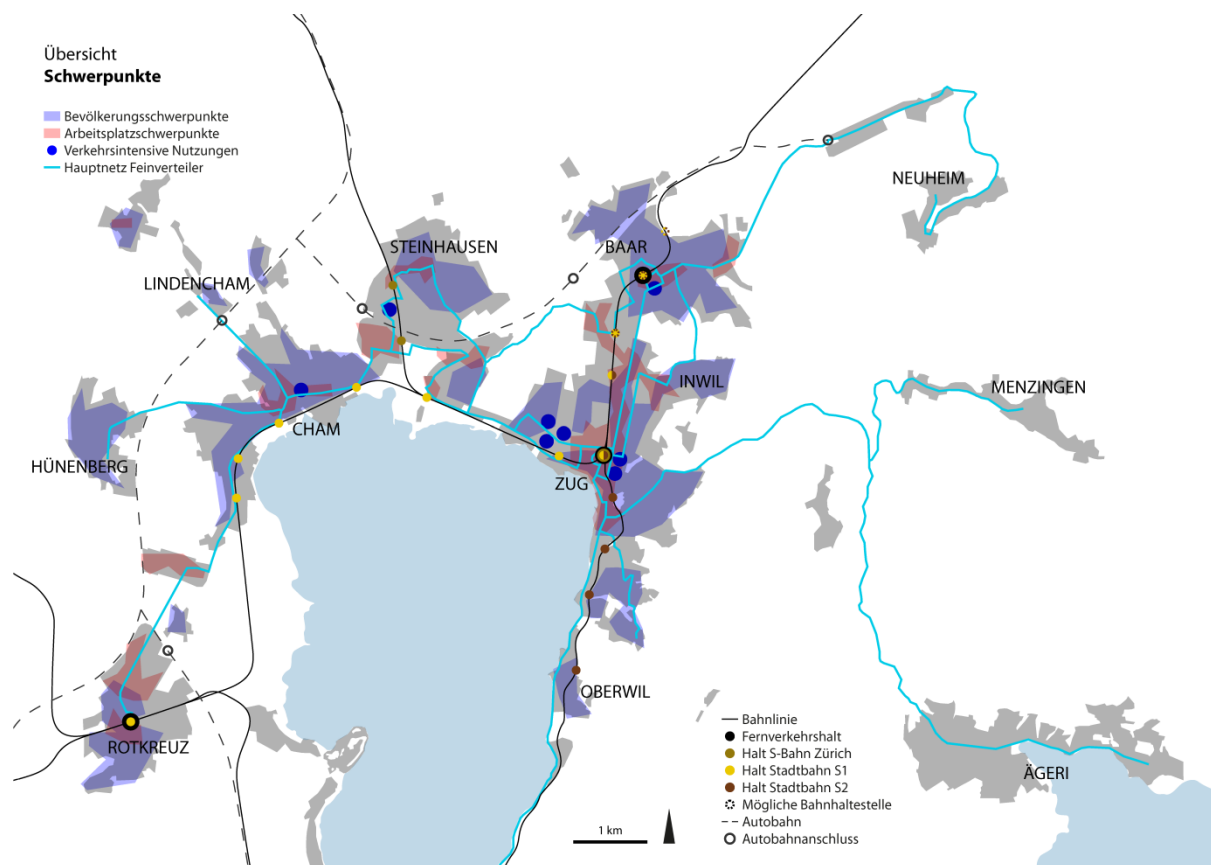 Übersicht
Schwerpunkte
Bevölkerungsschwerpunkte
Arbeitsplatzschwerpunkte
Verkehrsintensive Nutzungen
Hauptnetz Feinverteiler
NEUHEIM
BAAR
STEINHAUSEN
LINDENCHAM
INWIL
MENZINGEN
CHAM
HÜNENBERG
ZUG
OBERWIL
ROTKREUZ
ÄGERI
Bahnlinie
Fernverkehrshalt
Halt S-Bahn Zürich
Halt Stadtbahn S1
Halt Stadtbahn S2
Mögliche Bahnhaltestelle
Autobahn
Autobahnanschluss
1 km